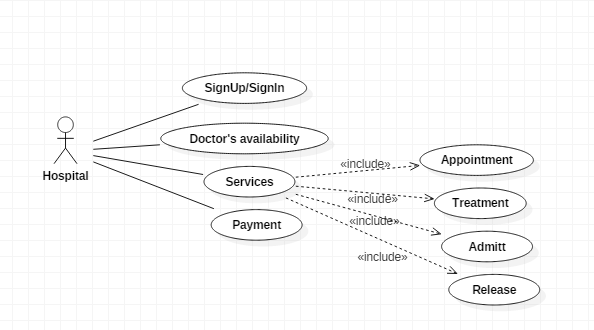 SignUp/SignIn
Doctor's availability
Hospital
Services
Payment
«include»
Appointment
«include»
Treatment
«include»
Admitt
«include»
Release